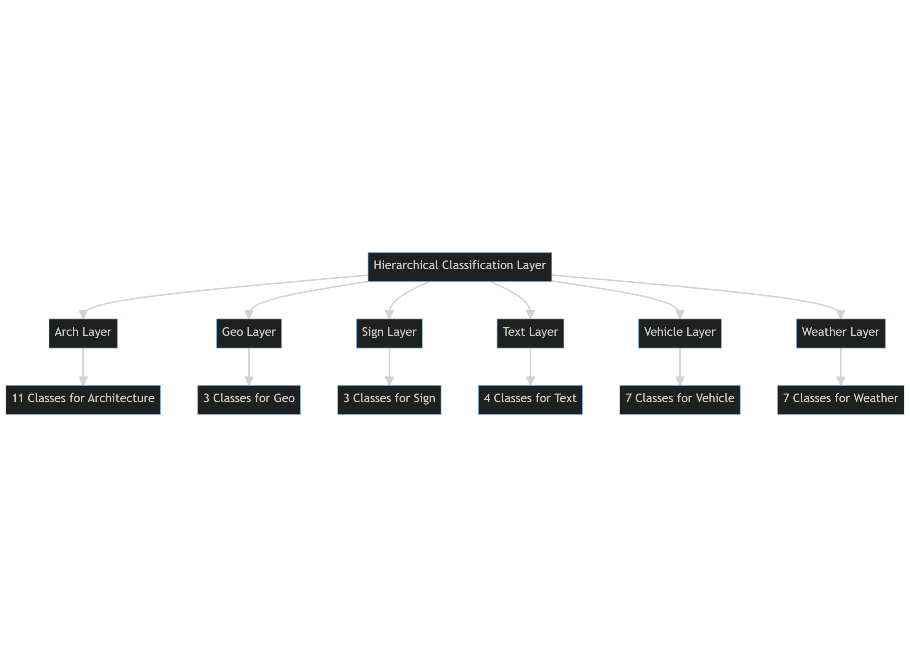 Hierarchical Classification Layer
Arch Layer
Geo Layer
Sign Layer
Text Layer
Vehicle Layer
Weather Layer
11 Classes for Architecture
3 Classes for Geo
3 Classes for Sign
4 Classes for Text
7 Classes for Vehicle
7 Classes for Weather